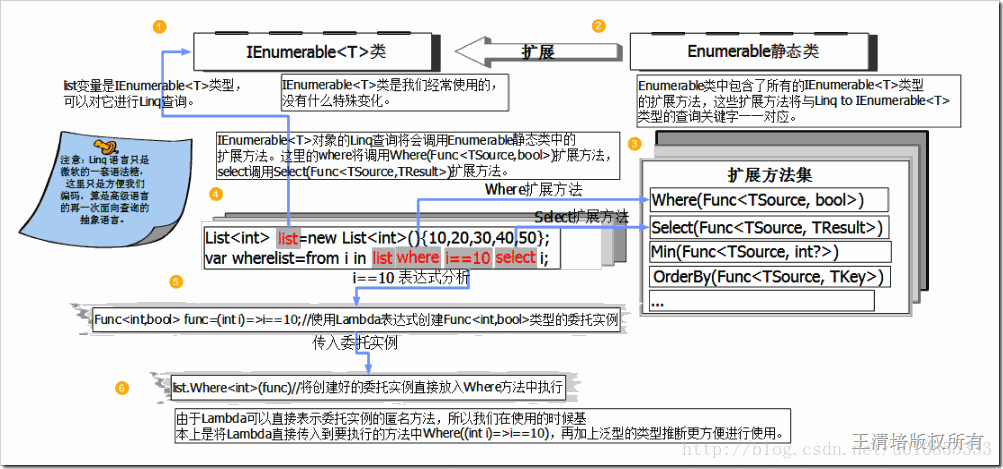 1
IEnumerable<T>类
扩展
2
Enumerable静态类
list变量是IEnumerable<T>类型，
可以对它进行Linq查询。
IEnumerable<T>类是我们经常使用的，
没有什么特殊变化。
Enumerable类中包含了所有的IEnumerable<T>类型
的扩展方法，这些扩展方法将与Linq to IEnumerable<T>
类型的查询关键字一一对应。
注意：Linq 语言只是
微软的一套语法糖，
这里只是方便我们
编码，算是高级语言
的再一次面向查询的
抽象语言。
IEnumerable<T>对象的Linq查询将会调用Enumerable静态类中的
扩展方法。这里的where将调用Where(Func<TSource,bool>)扩展方法，
select调用Select(Func<TSource,TResult>)扩展方法。
3
扩展方法集
Where(Func<TSource, bool>)
Select(Func<TSource, TResult>)
Min(Func<TSource, int?>)
OrderBy(Func<TSource, TKey>)
...
4
Where扩展方法
Select扩展方法
List<int> list=new List<int>(){10,20,30,40,50};
var wherelist=from i in list where i==10 select i;
i==10 表达式分析
5
Func<int,bool> func=(int i)=>i==10;//使用Lambda表达式创建Func<int,bool>类型的委托实例
传入委托实例
6
list.Where<int>(func)//将创建好的委托实例直接放入Where方法中执行
由于Lambda可以直接表示委托实例的匿名方法，所以我们在使用的时候基
本上是将Lambda直接传入到要执行的方法中Where((int i)=>i==10)，再加上泛型的类型推断更方便进行使用。
王清培版权所有